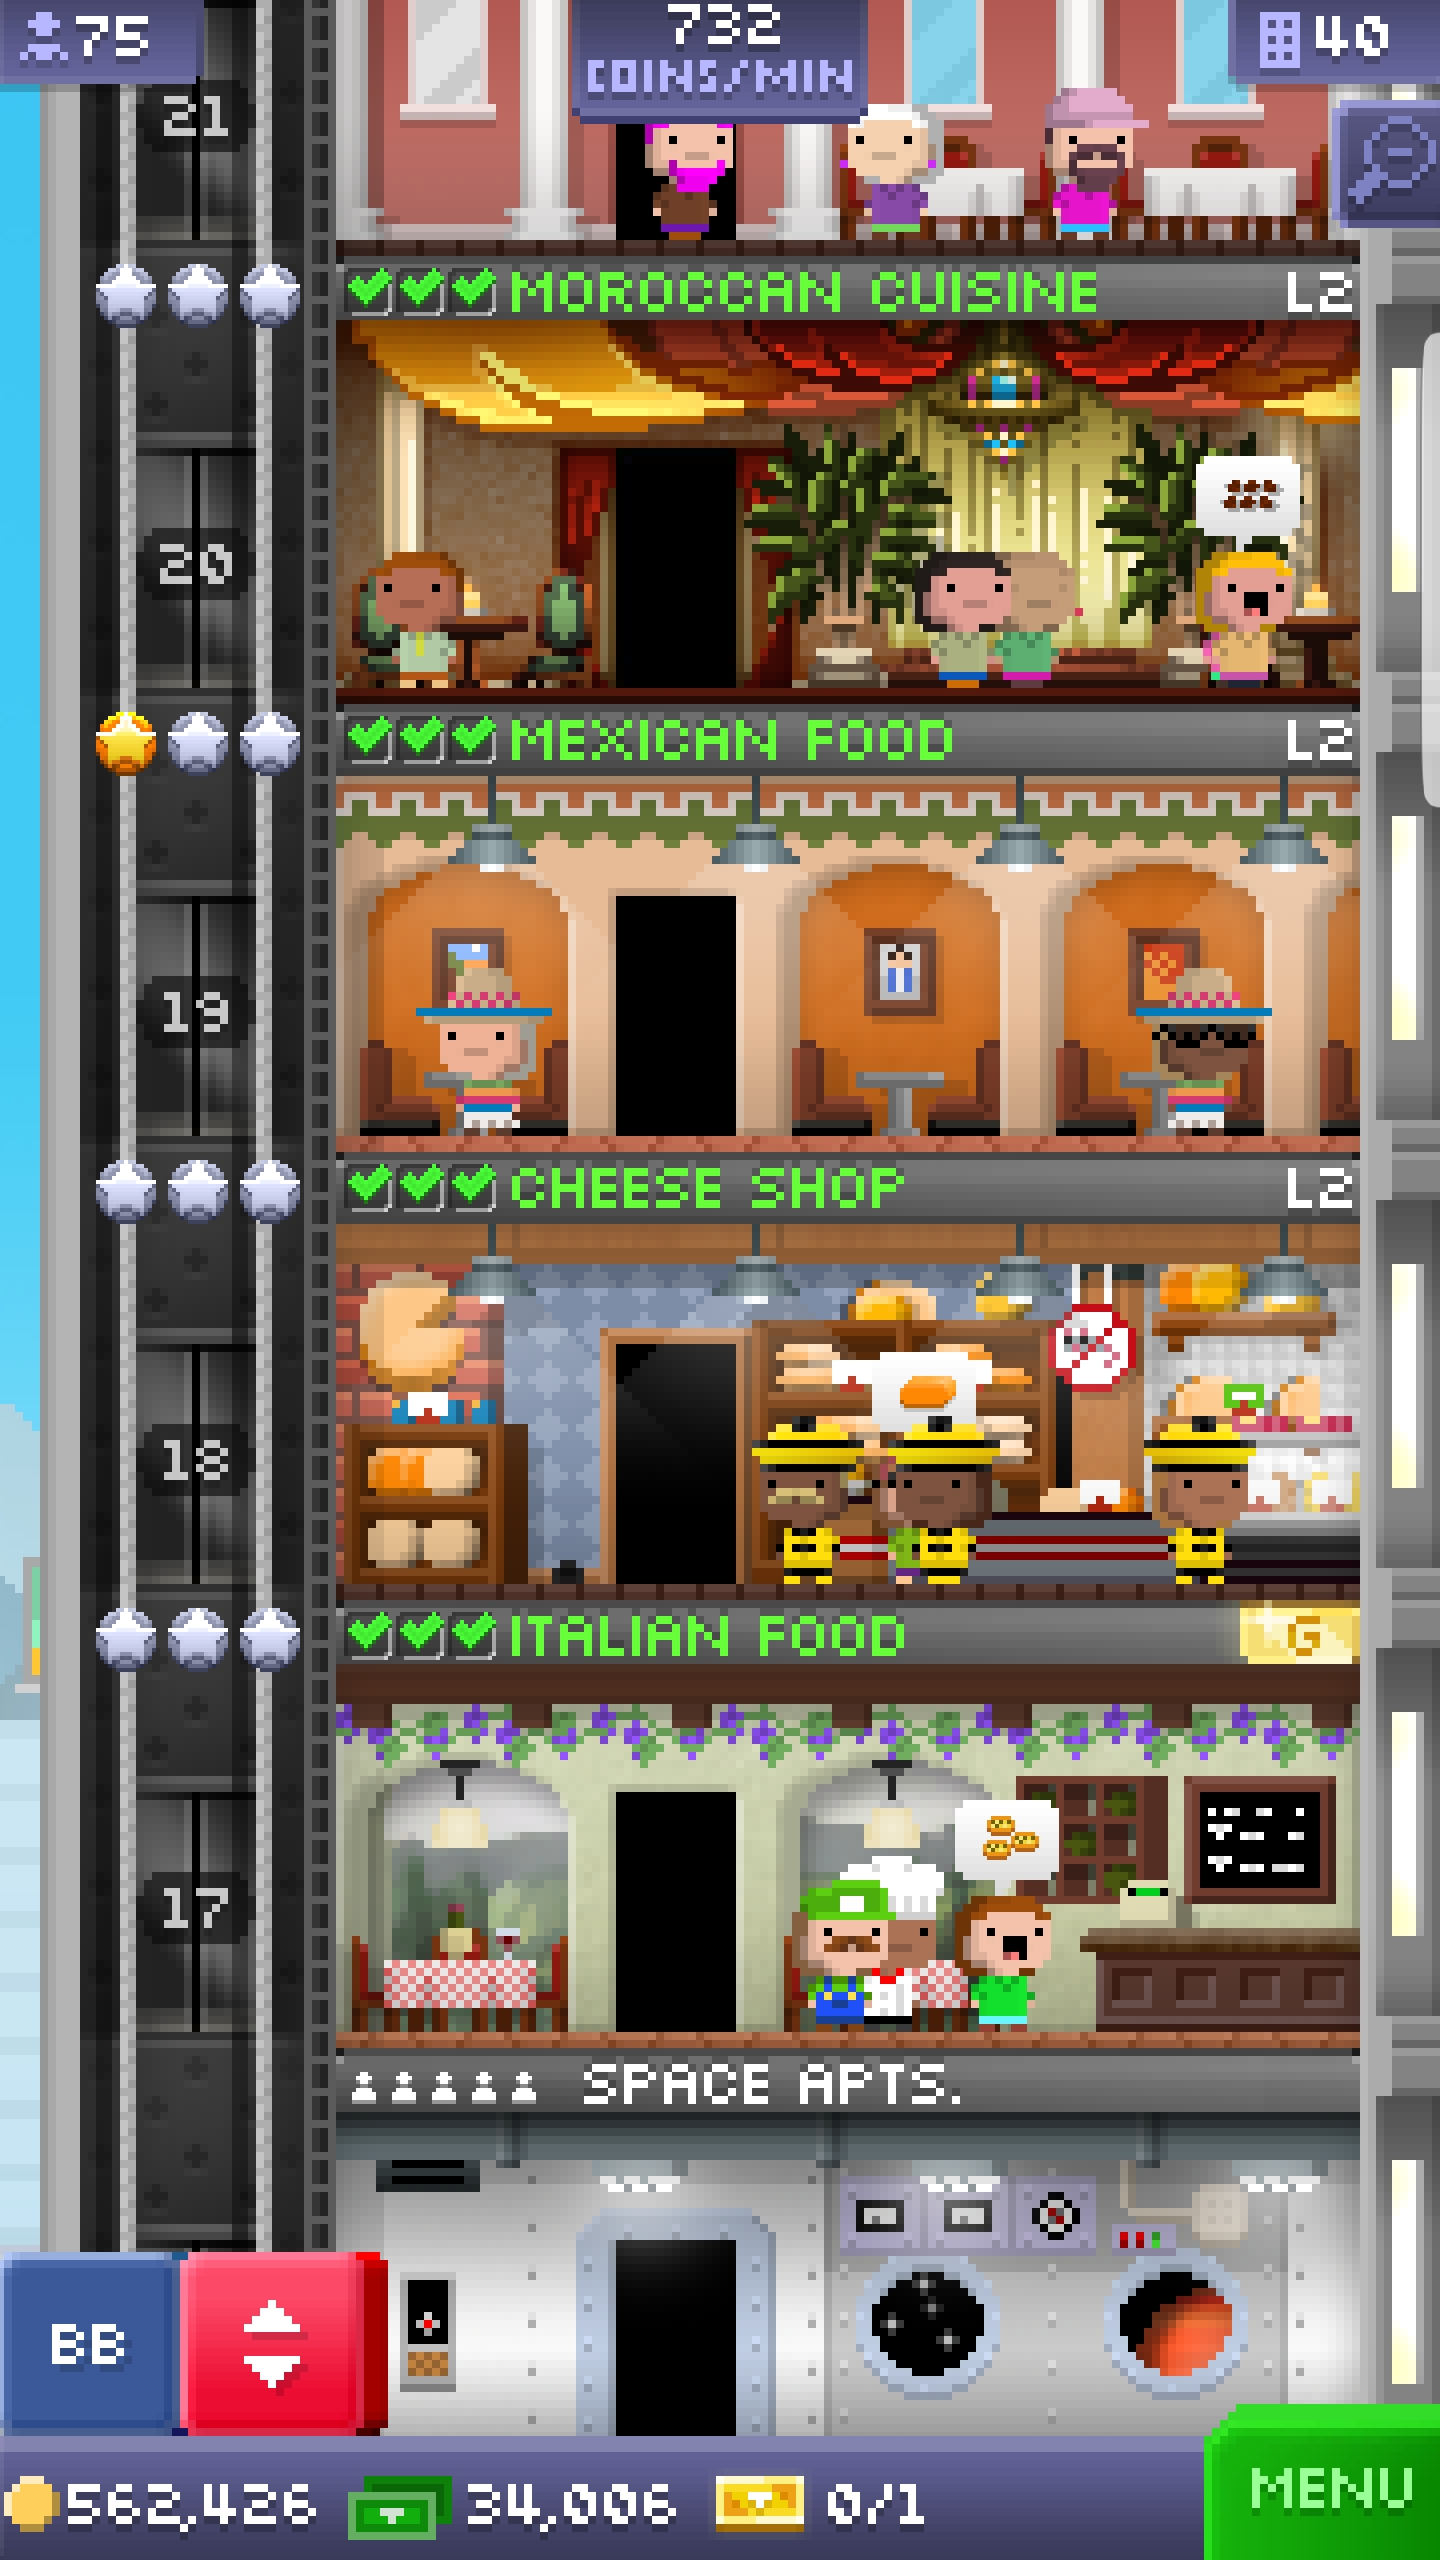 75
732
COINS/MIN
40
21
MOROCCAN CUISINE L2
20
MEXICAN FOOD L2
19
CHEESE SHOP L2
18
ITALIAN FOOD G
17
SPACE APTS.
BB
562,426 34,006 0/1
MENU